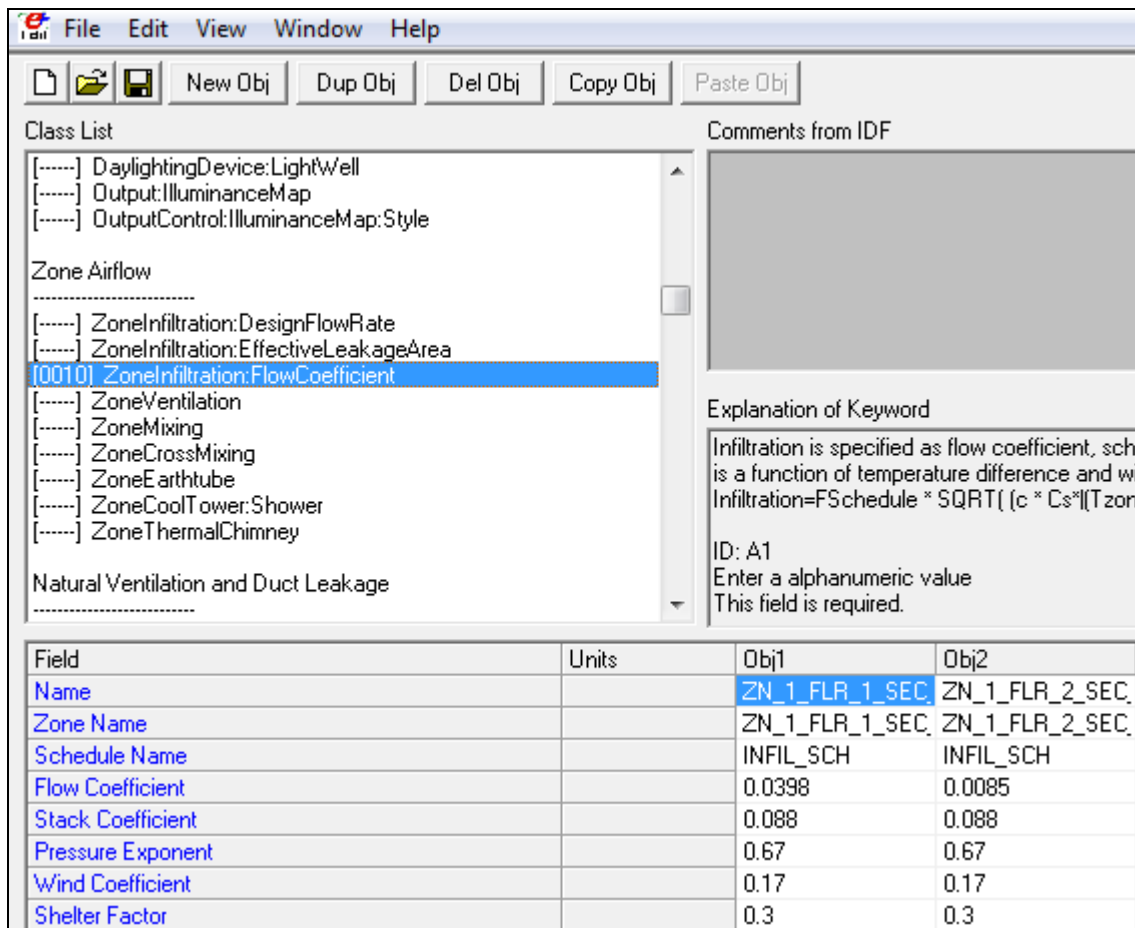 File Edit View Window Help
New Obj Dup Obj Del Obj Copy Obj Paste Obj
Class List
[------] DaylightingDevice:LightWell
[------] Output:IlluminanceMap
[------] OutputControl:IlluminanceMap:Style
Zone Airflow
---------------------------
[------] ZoneInfiltration:DesignFlowRate
[------] ZoneInfiltration:EffectiveLeakageArea
[0010] ZoneInfiltration:FlowCoefficient
[------] ZoneVentilation
[------] ZoneMixing
[------] ZoneCrossMixing
[------] ZoneEarthtube
[------] ZoneCoolTower:Shower
[------] ZoneThermalChimney
Natural Ventilation and Duct Leakage
---------------------------
Comments from IDF
Explanation of Keyword
Infiltration is specified as flow coefficient, sch
is a function of temperature difference and wi
Infiltration=FSchedule * SQRT( (c * Cs*|(Tzon
ID: A1
Enter a alphanumeric value
This field is required.
Field Units Obj1 Obj2
Name ZN_1_FLR_1_SEC_ ZN_1_FLR_2_SEC_
Zone Name ZN_1_FLR_1_SEC_ ZN_1_FLR_2_SEC_
Schedule Name INFIL_SCH INFIL_SCH
Flow Coefficient 0.0398 0.0085
Stack Coefficient 0.088 0.088
Pressure Exponent 0.67 0.67
Wind Coefficient 0.17 0.17
Shelter Factor 0.3 0.3